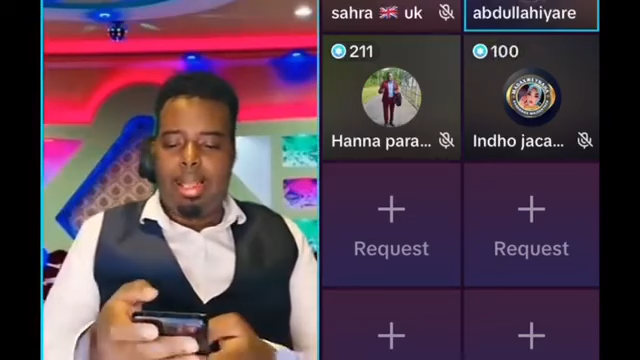 sahra 🇬🇧 uk
abdullahiyare
211
100
Hanna para...
Indho jaca...
Request
Request